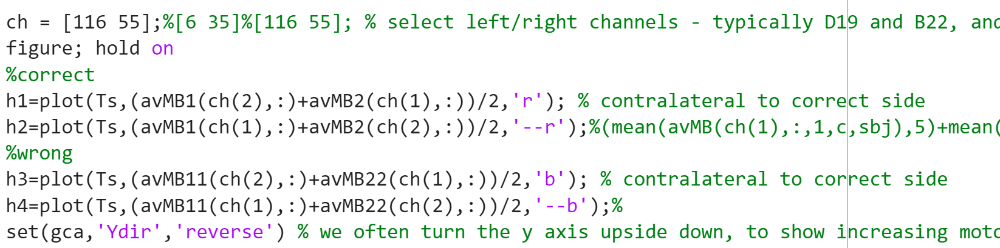 ch = [116 55];%[6 35]%[116 55]; % select left/right channels - typically D19 and B22, and
figure; hold on
%correct
h1=plot(Ts,(avMB1(ch(2),:)+avMB2(ch(1),:))/2,'r'); % contralateral to correct side
h2=plot(Ts,(avMB1(ch(1),:)+avMB2(ch(2),:))/2,'--r');%(mean(avMB(ch(1),:,1,c,sbj),5)+mean(
%wrong
h3=plot(Ts,(avMB11(ch(2),:)+avMB22(ch(1),:))/2,'b'); % contralateral to correct side
h4=plot(Ts,(avMB11(ch(1),:)+avMB22(ch(2),:))/2,'--b');%
set(gca,'Ydir','reverse') % we often turn the y axis upside down, to show increasing moto